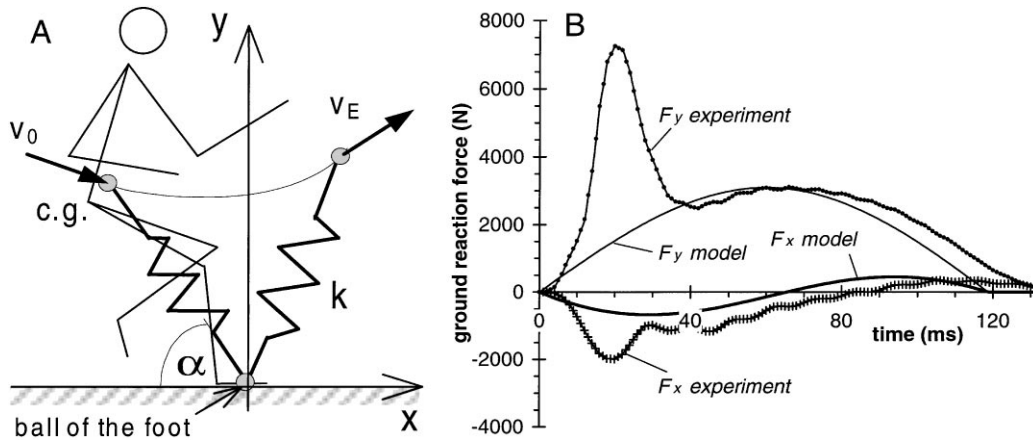 A
y
v0
vE
c.g.
k
α
x
ball of the foot
B
ground reaction force (N)
8000
6000
4000
2000
0
-2000
-4000
0
40
80
120
time (ms)
Fy experiment
Fy model
Fx model
Fx experiment